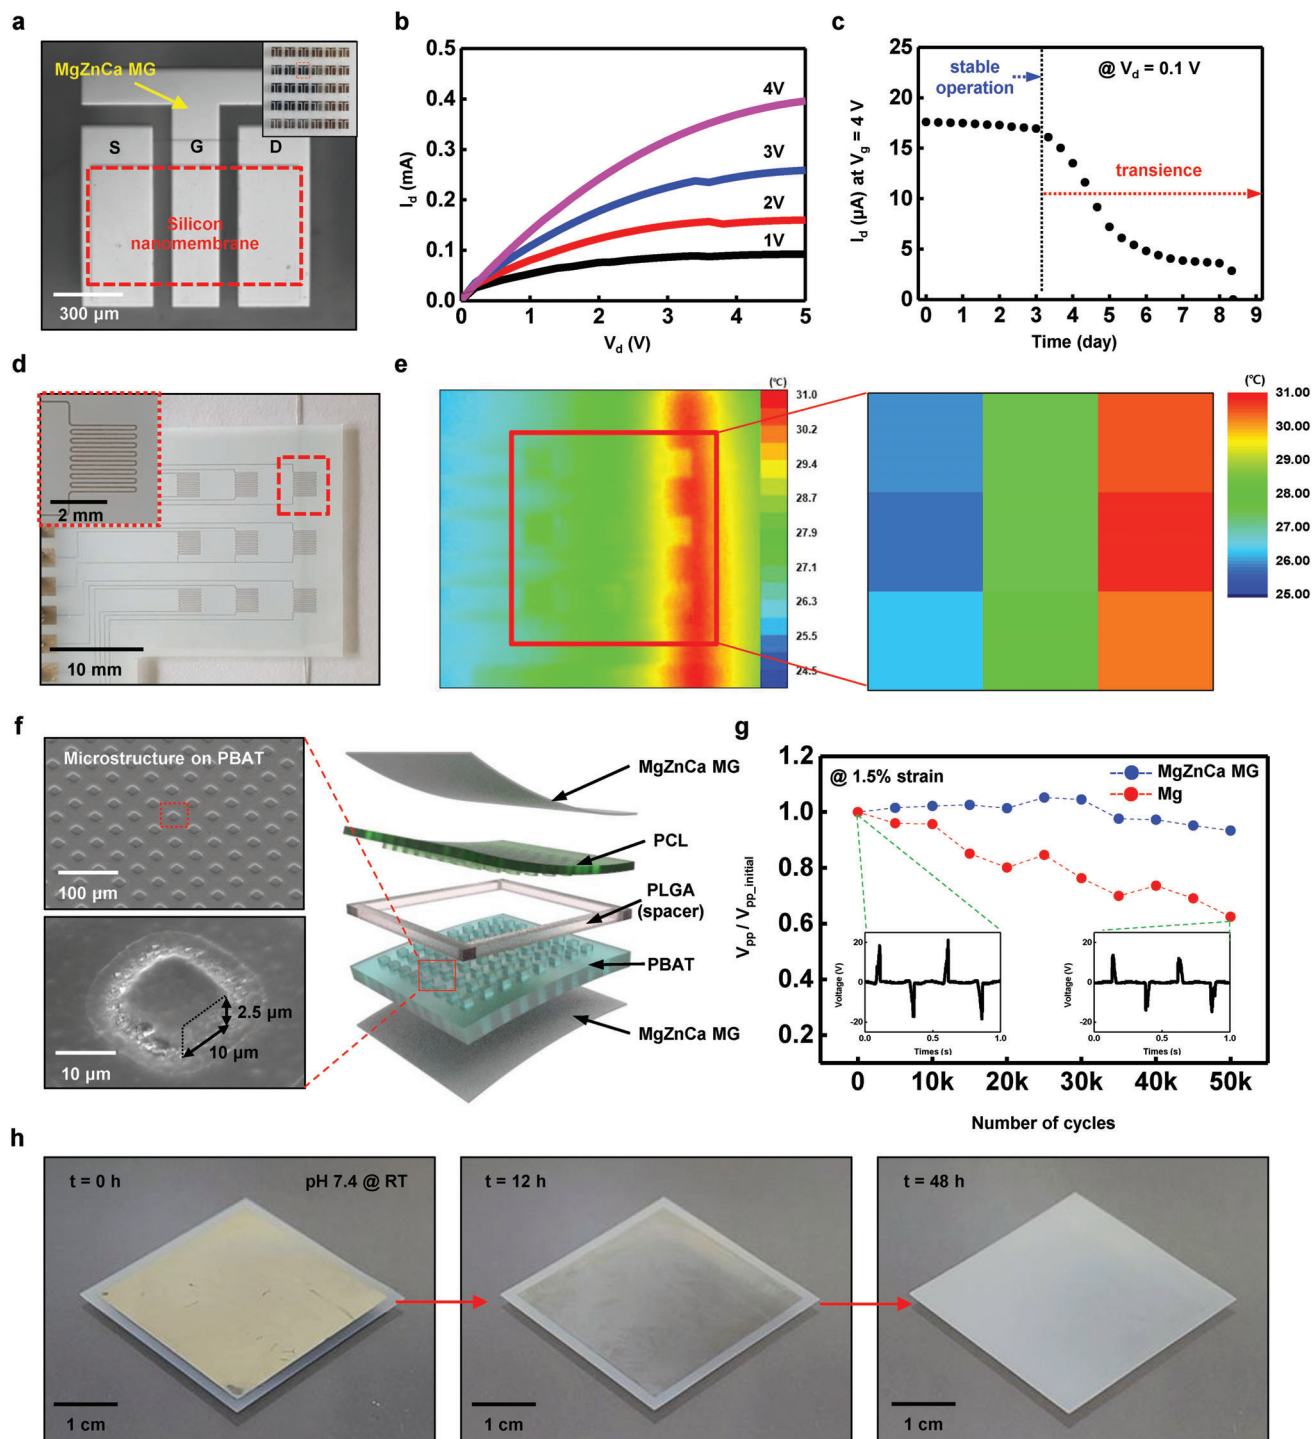 a
MgZnCa MG
S
G
D
Silicon
nanomembrane
300 µm
b
0.5
0.4
0.3
0.2
0.1
0.0
I_d (mA)
4V
3V
2V
1V
0
1
2
3
4
5
V_d (V)
c
25
20
15
10
5
0
I_d (µA) at V_g = 4 V
stable
operation
@ V_d = 0.1 V
transience
0
1
2
3
4
5
6
7
8
9
Time (day)
d
2 mm
10 mm
e
(℃)
31.0
30.2
29.4
28.7
27.9
27.1
26.3
25.5
24.5
(℃)
31.00
30.00
29.00
28.00
27.00
26.00
25.00
f
Microstructure on PBAT
100 µm
2.5 µm
10 µm
10 µm
MgZnCa MG
PCL
PLGA
(spacer)
PBAT
MgZnCa MG
g
1.2
1.0
0.8
0.6
0.4
0.2
V_pp / V_pp_initial
@ 1.5% strain
MgZnCa MG
Mg
20
0
-20
Voltage (V)
0.0
0.5
1.0
Times (s)
20
0
-20
Voltage (V)
0.0
0.5
1.0
Times (s)
0
10k
20k
30k
40k
50k
Number of cycles
h
t = 0 h
pH 7.4 @ RT
1 cm
t = 12 h
1 cm
t = 48 h
1 cm